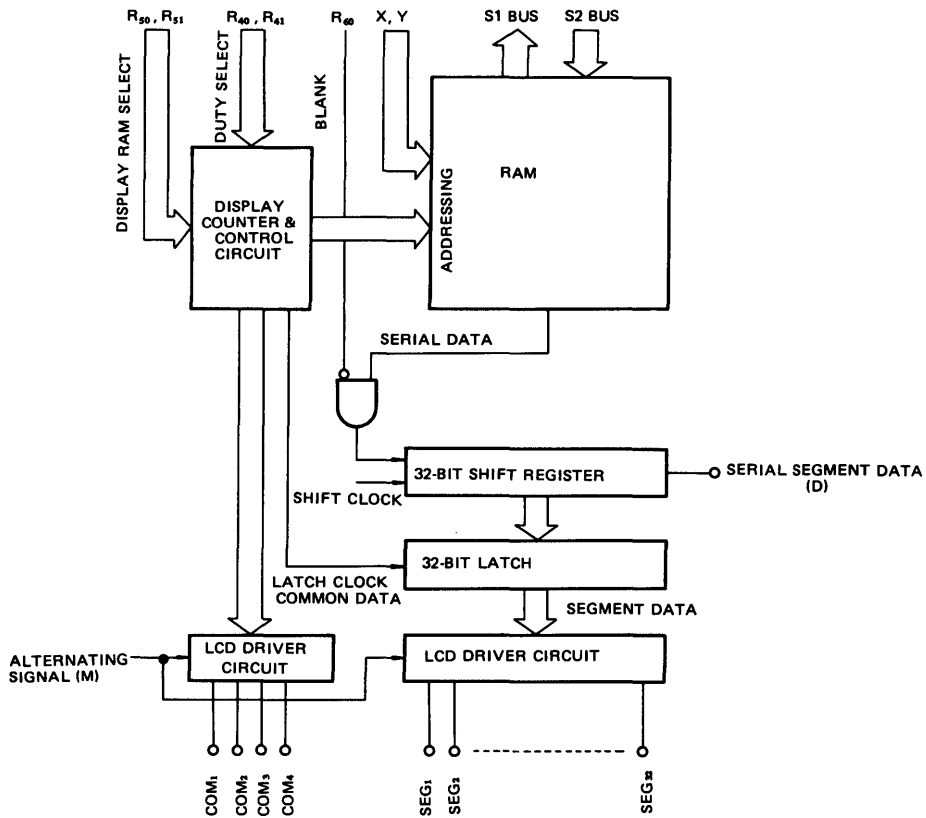 R50, R51
R40, R41
R60
X, Y
S1 BUS
S2 BUS
DISPLAY RAM SELECT
DUTY SELECT
BLANK
ADDRESSING
RAM
DISPLAY
COUNTER &
CONTROL
CIRCUIT
SERIAL DATA
32-BIT SHIFT REGISTER
SERIAL SEGMENT DATA
(D)
SHIFT CLOCK
32-BIT LATCH
LATCH CLOCK
COMMON DATA
SEGMENT DATA
ALTERNATING
SIGNAL (M)
LCD DRIVER
CIRCUIT
LCD DRIVER CIRCUIT
COM1
COM2
COM3
COM4
SEG1
SEG2
SEG32